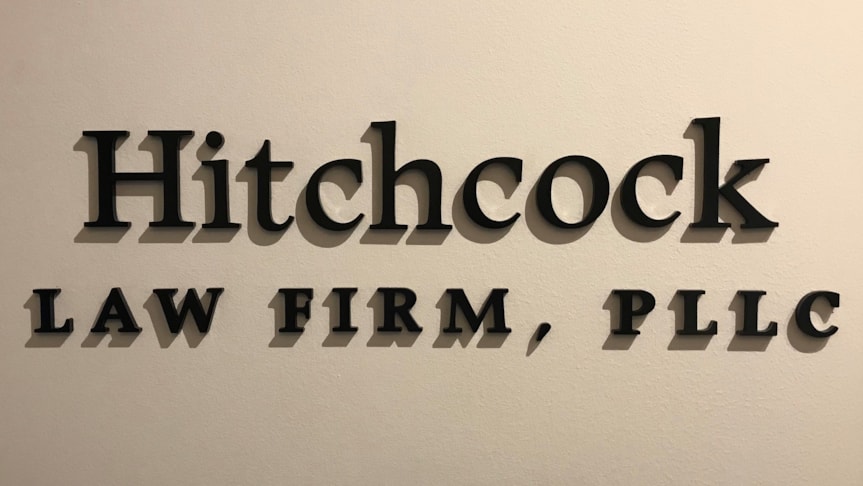 Hitchcock
LAW FIRM, PLLC